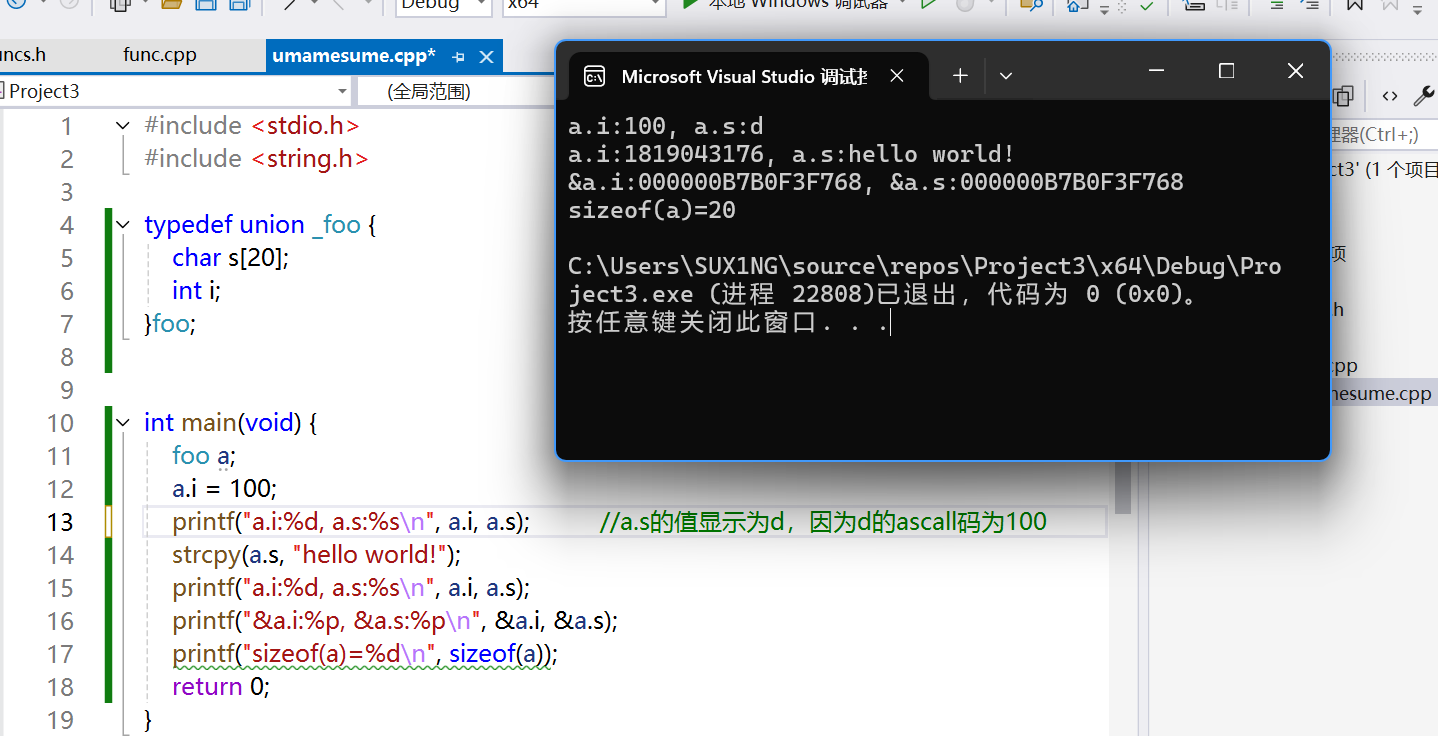 Debug
x64
本地 Windows 调试器
func.cpp
umamesume.cpp*
Project3
(全局范围)
1 #include <stdio.h>
2 #include <string.h>
3
4 typedef union _foo {
5 char s[20];
6 int i;
7 }foo;
8
9
10 int main(void) {
11 foo a;
12 a.i = 100;
13 printf("a.i:%d, a.s:%s\n", a.i, a.s); //a.s的值显示为d，因为d的ascall码为100
14 strcpy(a.s, "hello world!");
15 printf("a.i:%d, a.s:%s\n", a.i, a.s);
16 printf("&a.i:%p, &a.s:%p\n", &a.i, &a.s);
17 printf("sizeof(a)=%d\n", sizeof(a));
18 return 0;
19 }
Microsoft Visual Studio 调试
a.i:100, a.s:d
a.i:1819043176, a.s:hello world!
&a.i:000000B7B0F3F768, &a.s:000000B7B0F3F768
sizeof(a)=20
C:\Users\SUX1NG\source\repos\Project3\x64\Debug\Pro
ject3.exe (进程 22808)已退出，代码为 0 (0x0)。
按任意键关闭此窗口. . .
理器(Ctrl+;)
ct3' (1 个项目
项
.h
cpp
mesume.cpp